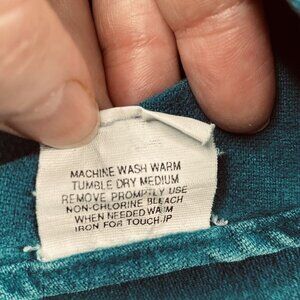 MACHINE WASH WARM
TUMBLE DRY MEDIUM
REMOVE PROMPTLY USE
NON-CHLORINE BLEACH
WHEN NEEDED WARM
IRON FOR TOUCH-UP